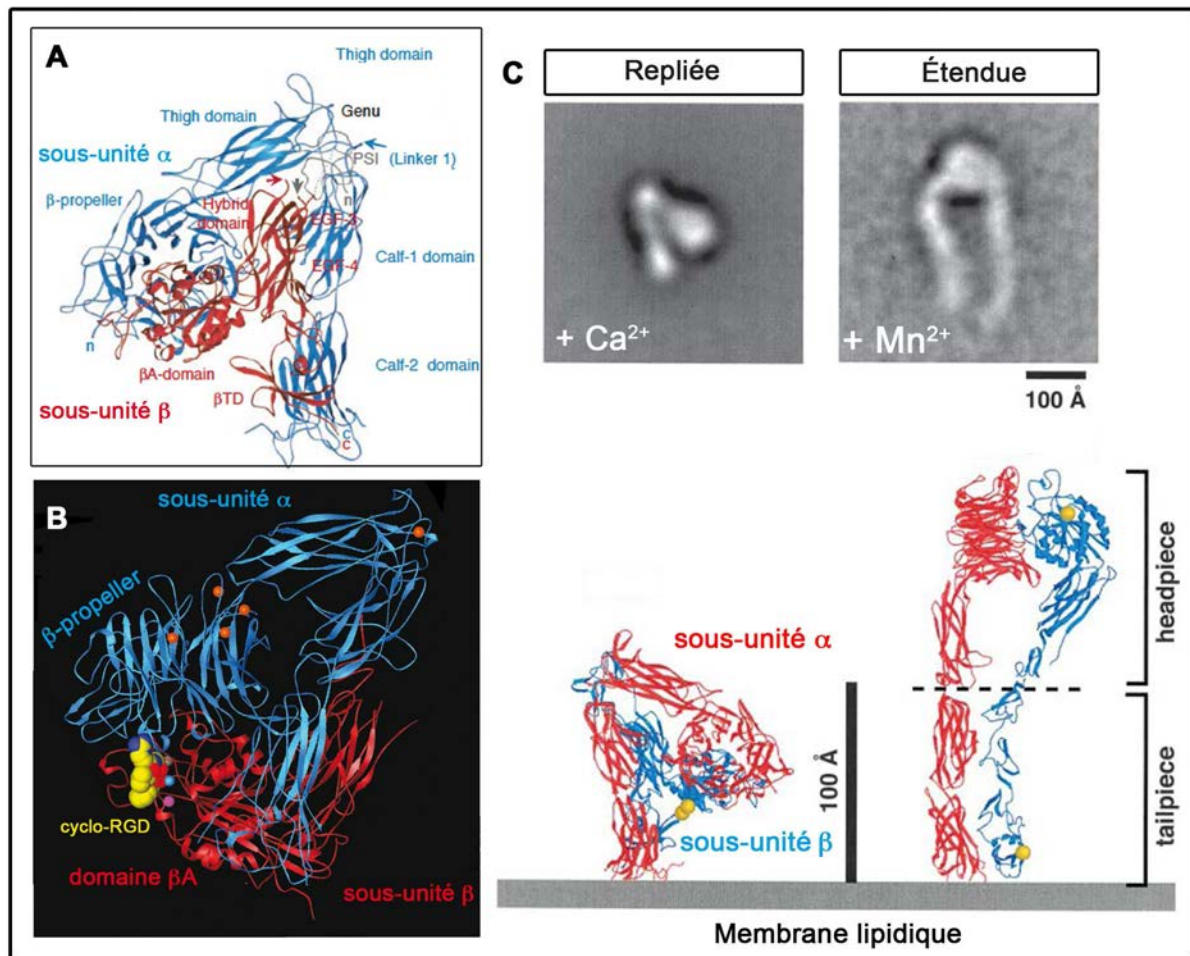 A
Thigh domain
Thigh domain
Genu
sous-unité α
PSI
(Linker 1)
β-propeller
n
Hybrid
domain
EGF-3
EGF-4
Calf-1 domain
n
βA-domain
Calf-2 domain
βTD
sous-unité β
c
c
B
sous-unité α
β-propeller
cyclo-RGD
domaine βA
sous-unité β
C
Repliée
Étendue
+ Ca²⁺
+ Mn²⁺
100 Å
sous-unité α
sous-unité β
100 Å
headpiece
tailpiece
Membrane lipidique